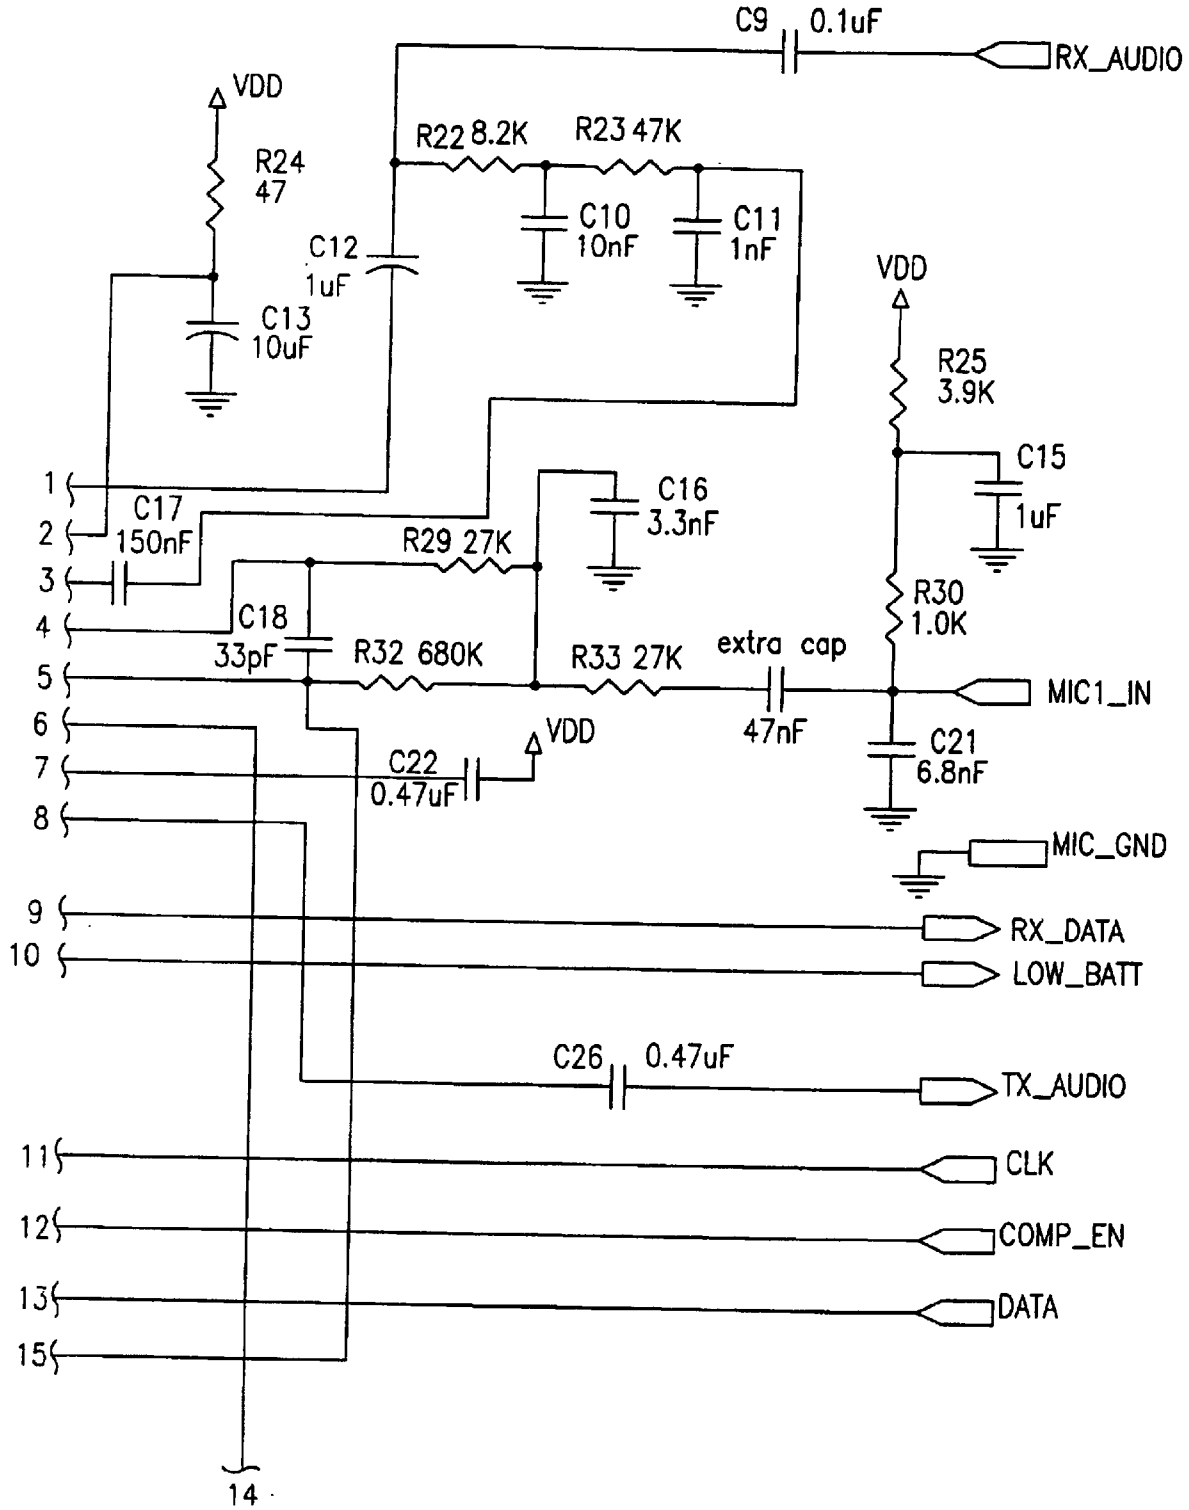 C9 0.1uF
RX_AUDIO
VDD
R24
47
R22 8.2K
R23 47K
C10
10nF
C11
1nF
C12
1uF
C13
10uF
VDD
R25
3.9K
C15
1uF
1
2
3
C17
150nF
C16
3.3nF
R29 27K
R30
1.0K
4
C18
33pF
5
R32 680K
R33 27K
extra cap
47nF
MIC1_IN
6
7
C22
0.47uF
VDD
C21
6.8nF
8
MIC_GND
9
RX_DATA
10
LOW_BATT
C26 0.47uF
TX_AUDIO
11
CLK
12
COMP_EN
13
DATA
15
14